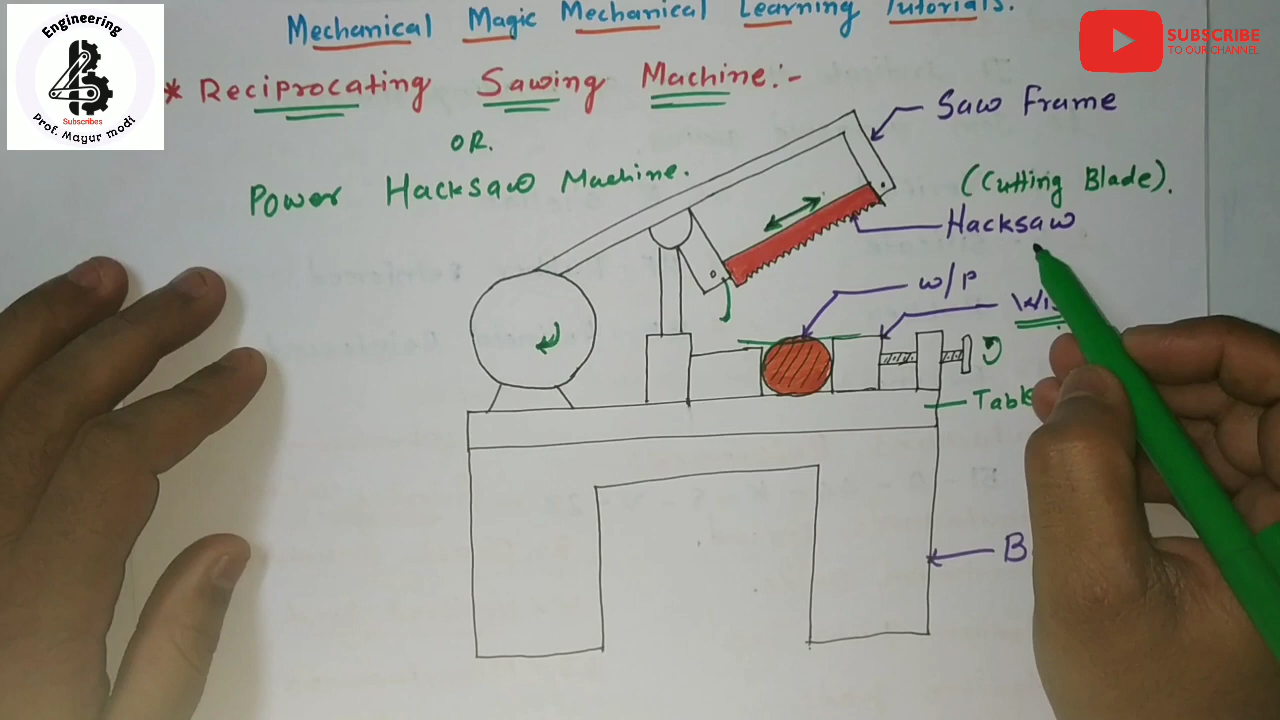 Engineering
Subscribes
Prof. Mayur modi
SUBSCRIBE
TO OUR CHANNEL
Mechanical Magic Mechanical Learning Tutorials.
* Reciprocating Sawing Machine:-
OR.
Power Hacksaw Machine.
Saw Frame
(Cutting Blade).
Hacksaw
W/P
Tabl
B